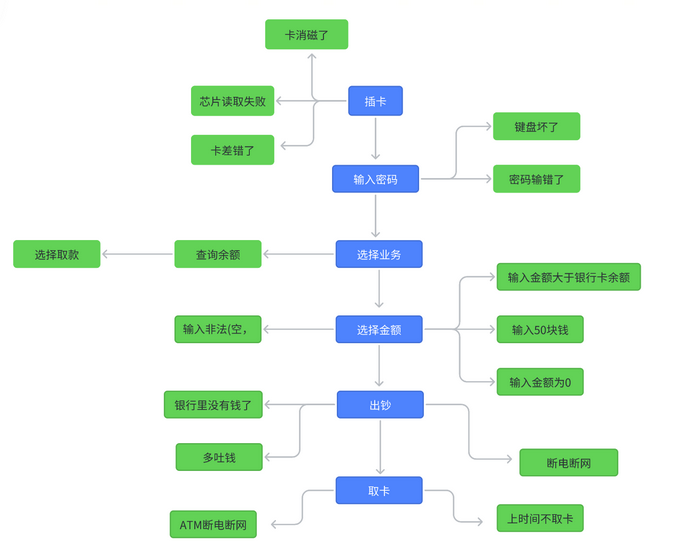 卡消磁了
芯片读取失败
插卡
键盘坏了
卡差错了
输入密码
密码输错了
选择取款
查询余额
选择业务
输入金额大于银行卡余额
输入非法(空，
选择金额
输入50块钱
输入金额为0
银行里没有钱了
出钞
多吐钱
断电断网
取卡
ATM断电断网
上时间不取卡